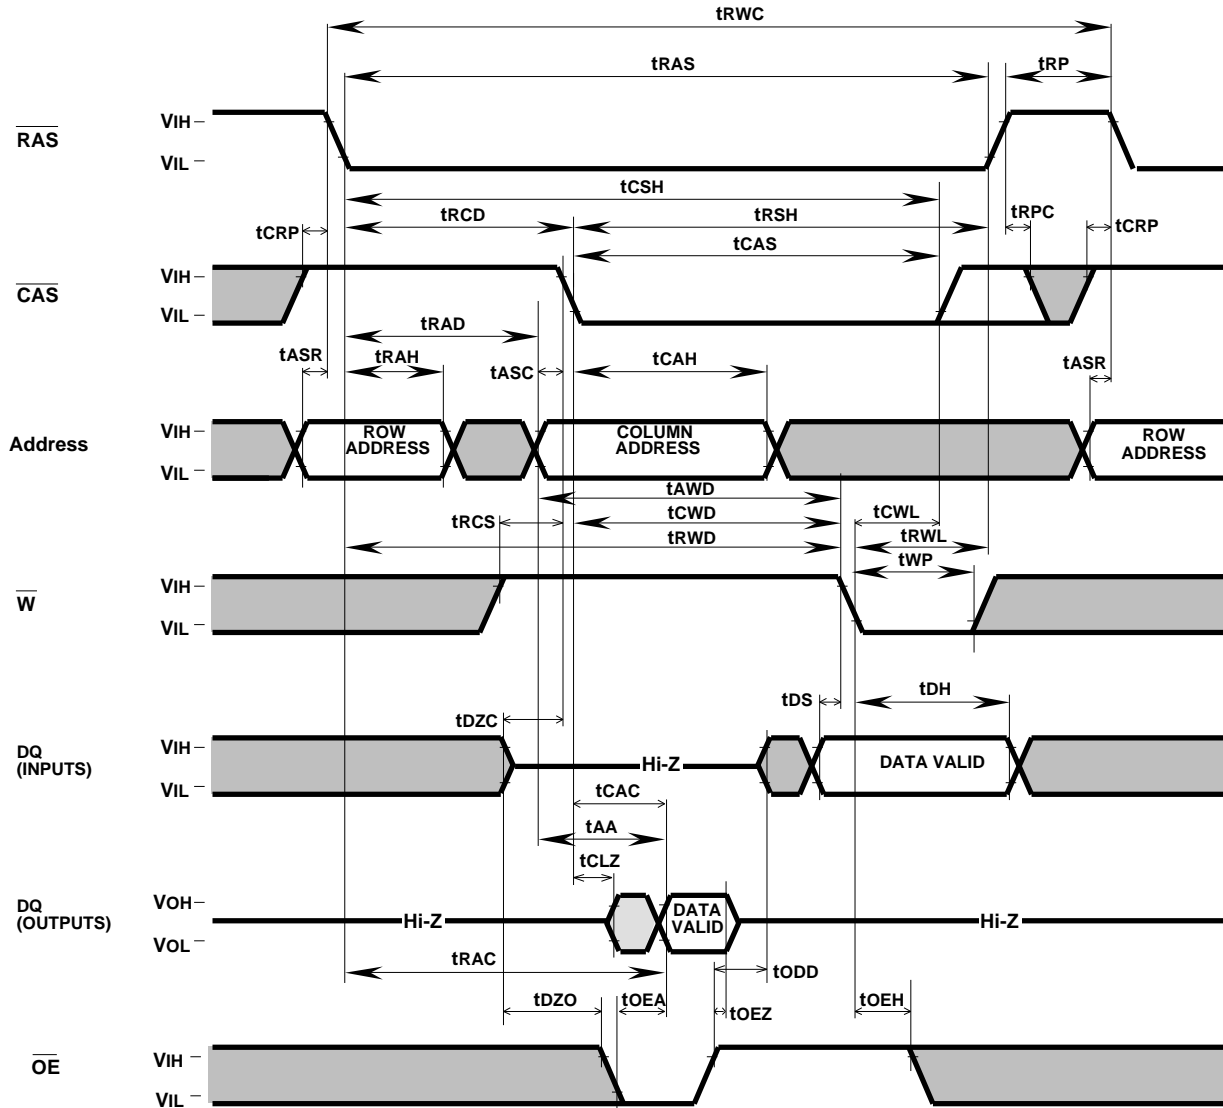 tRWC
tRAS
tRP
RAS
VIH
VIL
tCSH
tRCD
tRSH
tRPC
tCRP
tCRP
tCAS
CAS
VIH
VIL
tRAD
tASR
tRAH
tASC
tCAH
tASR
Address
VIH
VIL
ROW
ADDRESS
COLUMN
ADDRESS
ROW
ADDRESS
tAWD
tRCS
tCWD
tCWL
tRWD
tRWL
tWP
W
VIH
VIL
tDS
tDH
tDZC
DQ
(INPUTS)
VIH
VIL
Hi-Z
DATA VALID
tCAC
tAA
tCLZ
DQ
(OUTPUTS)
VOH
VOL
Hi-Z
DATA
VALID
Hi-Z
tRAC
tODD
tDZO
tOEA
tOEZ
tOEH
OE
VIH
VIL